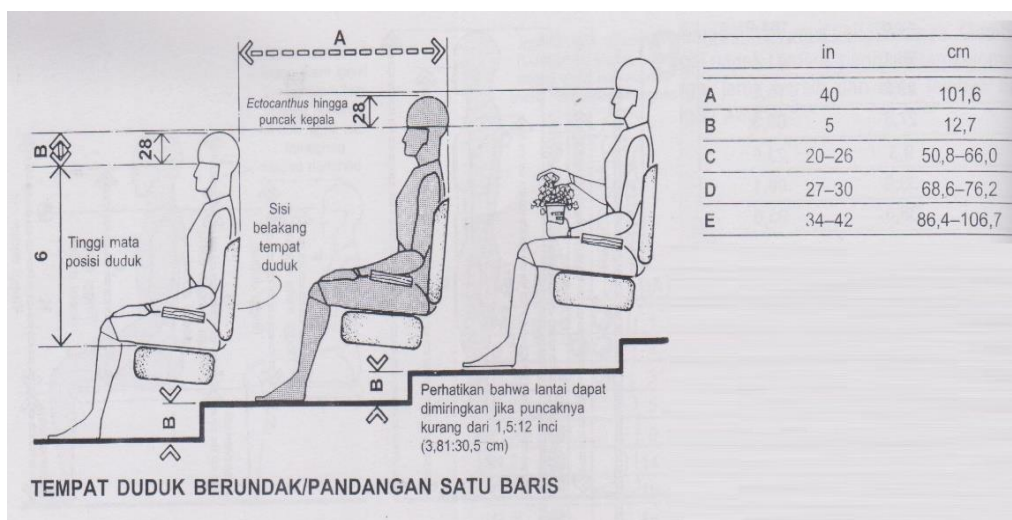 A
Ectocanthus hingga
puncak kepala
28
B
28
6
Tinggi mata
posisi duduk
Sisi
belakang
tempat
duduk
B
B
Perhatikan bahwa lantai dapat
dimiringkan jika puncaknya
kurang dari 1,5:12 inci
(3,81:30,5 cm)
TEMPAT DUDUK BERUNDAK/PANDANGAN SATU BARIS
in cm
A 40 101,6
B 5 12,7
C 20–26 50,8–66,0
D 27–30 68,6–76,2
E 34–42 86,4–106,7